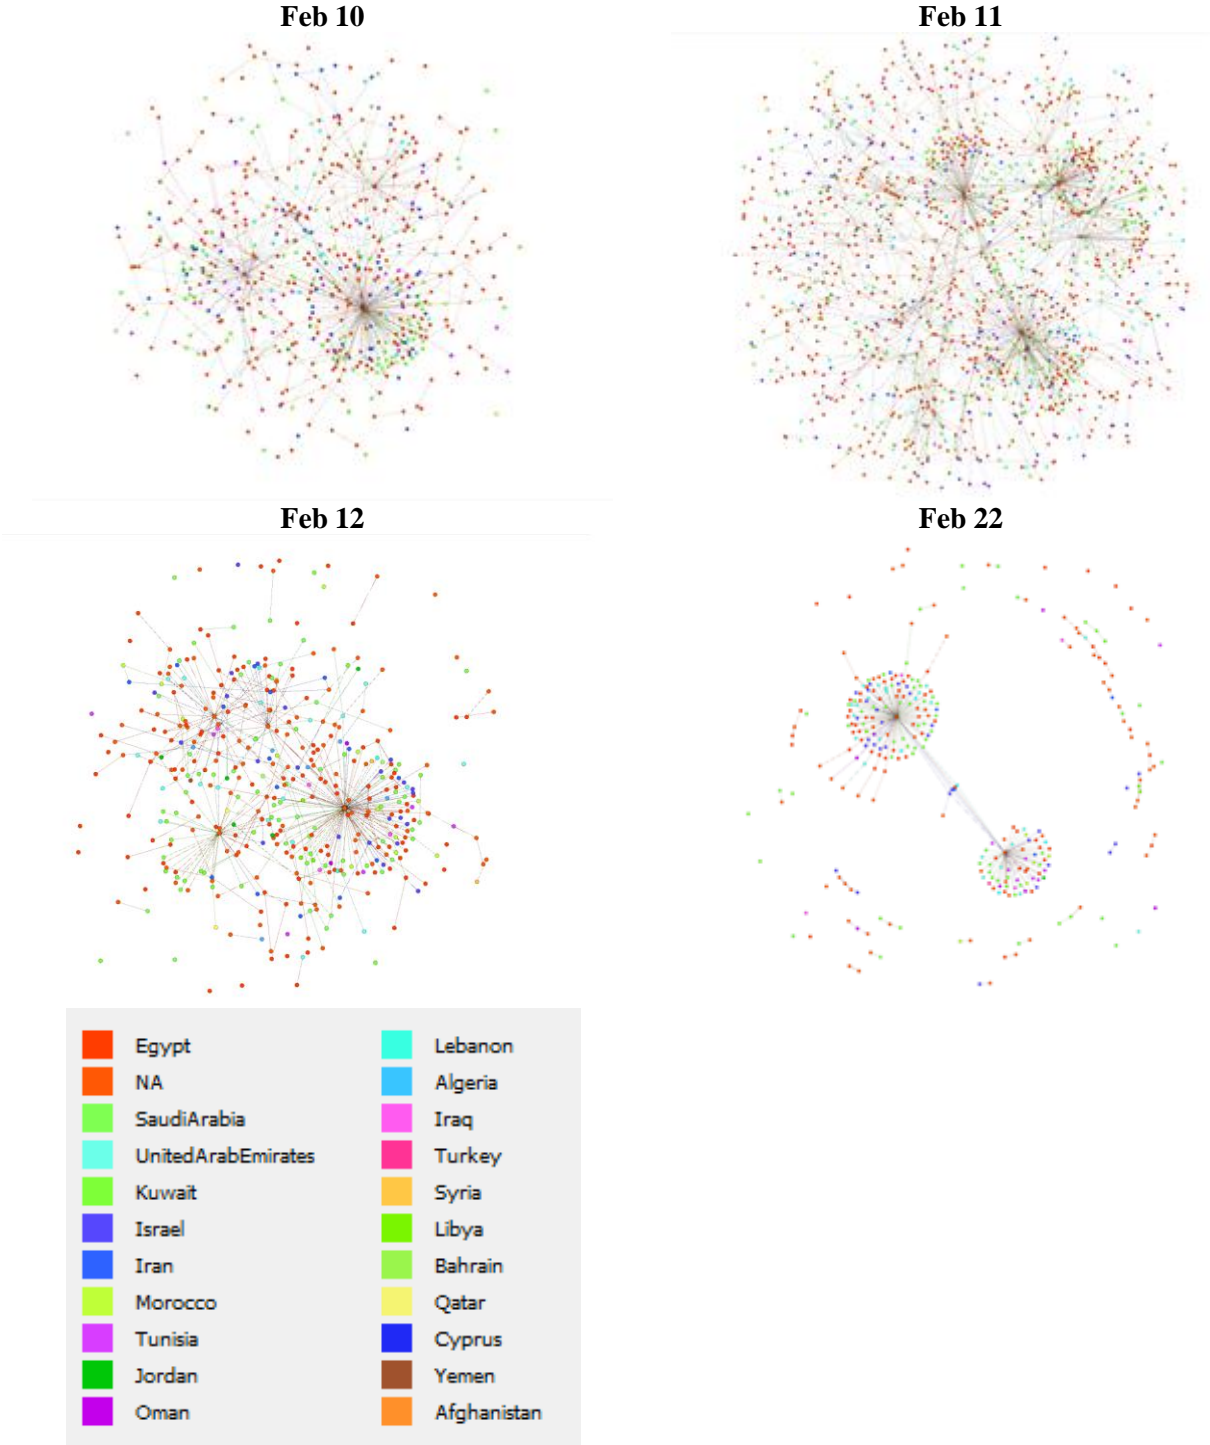 Feb 10
Feb 11
Feb 12
Feb 22
Egypt
NA
SaudiArabia
UnitedArabEmirates
Kuwait
Israel
Iran
Morocco
Tunisia
Jordan
Oman
Lebanon
Algeria
Iraq
Turkey
Syria
Libya
Bahrain
Qatar
Cyprus
Yemen
Afghanistan